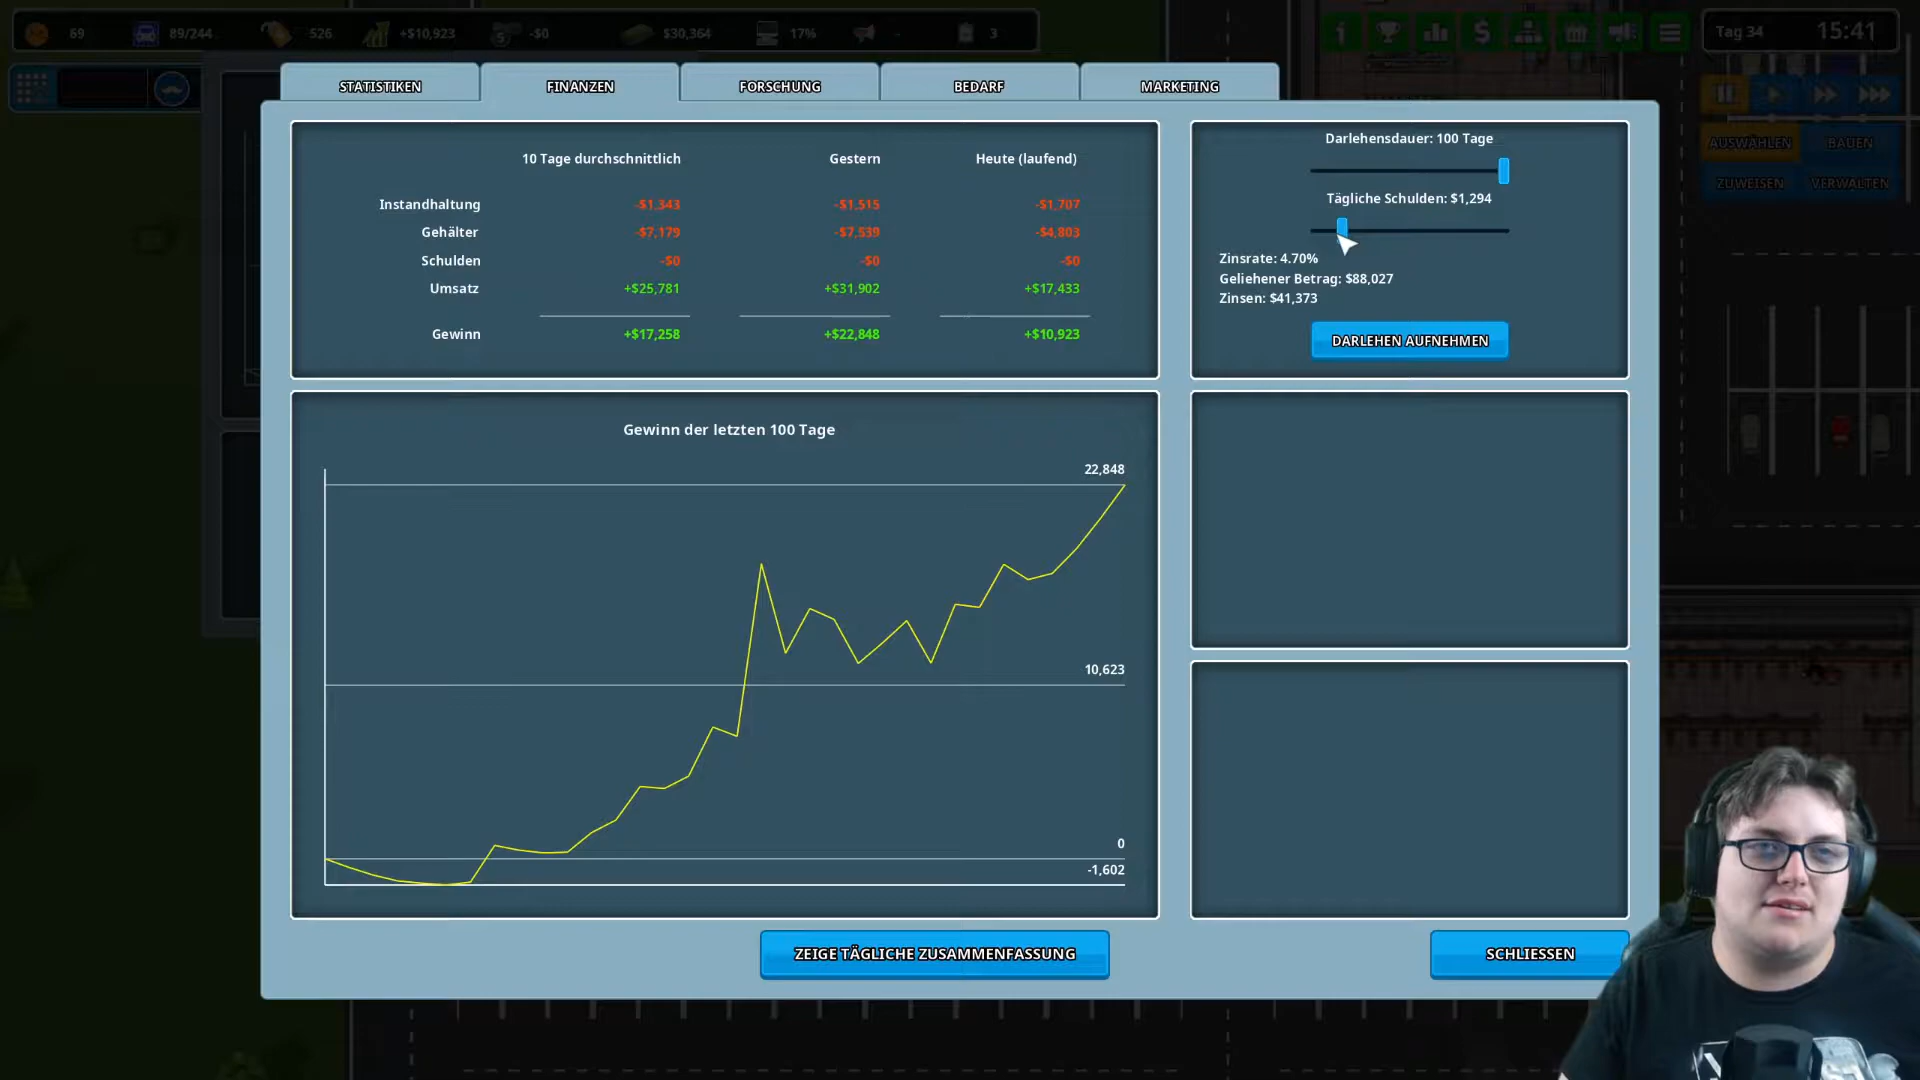 69 89/244 526 +$10,923 -$0 $30,364 17% - 3
Tag 34 15:41
STATISTIKEN FINANZEN FORSCHUNG BEDARF MARKETING
AUSWÄHLEN BAUEN
ZUWEISEN VERWALTEN
10 Tage durchschnittlich Gestern Heute (laufend)
Instandhaltung -$1,343 -$1,515 -$1,707
Gehälter -$7,179 -$7,539 -$4,803
Schulden -$0 -$0 -$0
Umsatz +$25,781 +$31,902 +$17,433
Gewinn +$17,258 +$22,848 +$10,923
Darlehensdauer: 100 Tage
Tägliche Schulden: $1,294
Zinsrate: 4.70%
Geliehener Betrag: $88,027
Zinsen: $41,373
DARLEHEN AUFNEHMEN
Gewinn der letzten 100 Tage
22,848
10,623
0
-1,602
ZEIGE TÄGLICHE ZUSAMMENFASSUNG
SCHLIESSEN